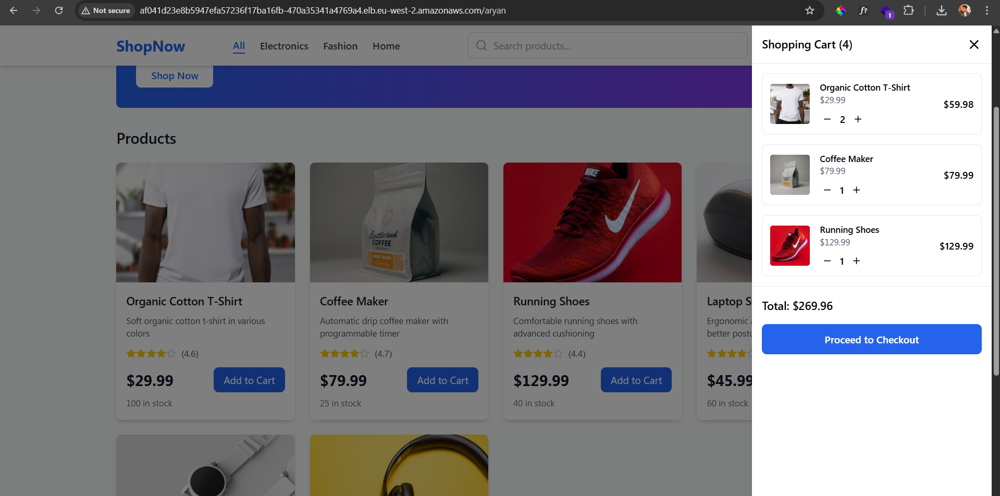 Not secure
af041d23e8b5947efa57236f17ba16fb-470a35341a4769a4.elb.eu-west-2.amazonaws.com/aryan
f?
1
ShopNow
All
Electronics
Fashion
Home
Search products...
Shop Now
Products
NIKE
Battlecreek
COFFEE
ROASTERS
Organic Cotton T-Shirt
Soft organic cotton t-shirt in various
colors
(4.6)
$29.99
Add to Cart
100 in stock
Coffee Maker
Automatic drip coffee maker with
programmable timer
(4.7)
$79.99
Add to Cart
25 in stock
Running Shoes
Comfortable running shoes with
advanced cushioning
(4.4)
$129.99
Add to Cart
40 in stock
Laptop
Ergonomic
better
$45.99
60 in stock
Shopping Cart (4)
Organic Cotton T-Shirt
$29.99
2
$59.98
Coffee Maker
$79.99
1
$79.99
Running Shoes
$129.99
1
$129.99
Total: $269.96
Proceed to Checkout